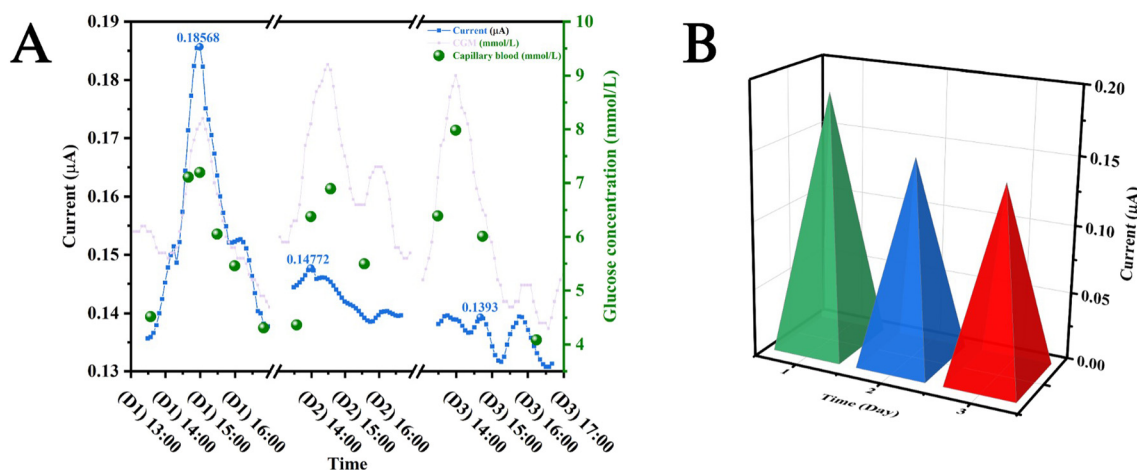 A
0.19
0.18
0.17
0.16
0.15
0.14
0.13
Current (μA)
0.18568
0.14772
0.1393
Current (μA)
CGM (mmol/L)
Capillary blood (mmol/L)
10
9
8
7
6
5
4
Glucose concentration (mmol/L)
(D1) 13:00
(D1) 14:00
(D1) 15:00
(D1) 16:00
(D2) 14:00
(D2) 15:00
(D2) 16:00
(D3) 14:00
(D3) 15:00
(D3) 16:00
(D3) 17:00
Time
B
0.20
0.15
0.10
0.05
0.00
Current (μA)
1
2
3
Time (Day)